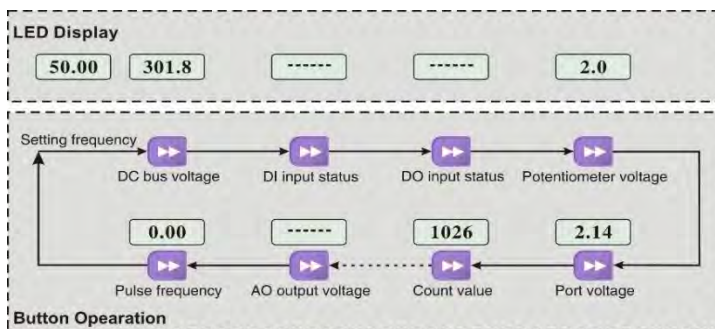 LED Display
50.00 301.8 ------ ------ 2.0
Setting frequency
DC bus voltage DI input status DO input status Potentiometer voltage
0.00 ------ 1026 2.14
Pulse frequency AO output voltage Count value Port voltage
Button Opearation